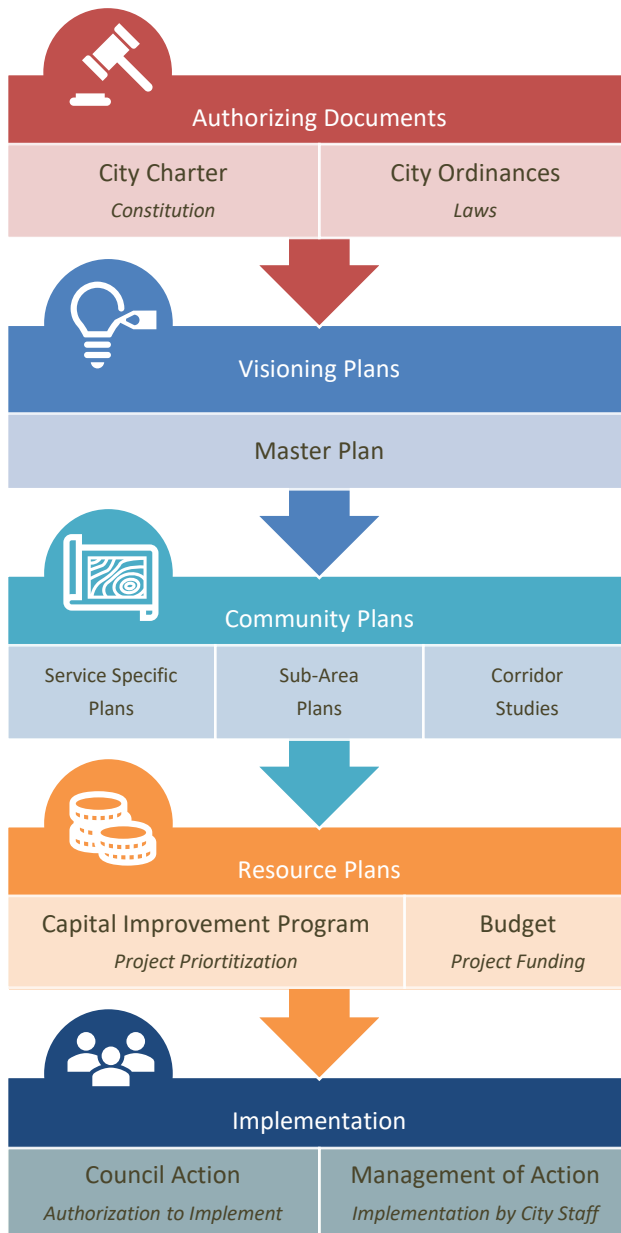 Authorizing Documents
City Charter
Constitution
City Ordinances
Laws
Visioning Plans
Master Plan
Community Plans
Service Specific
Plans
Sub-Area
Plans
Corridor
Studies
Resource Plans
Capital Improvement Program
Project Priortitization
Budget
Project Funding
Implementation
Council Action
Authorization to Implement
Management of Action
Implementation by City Staff